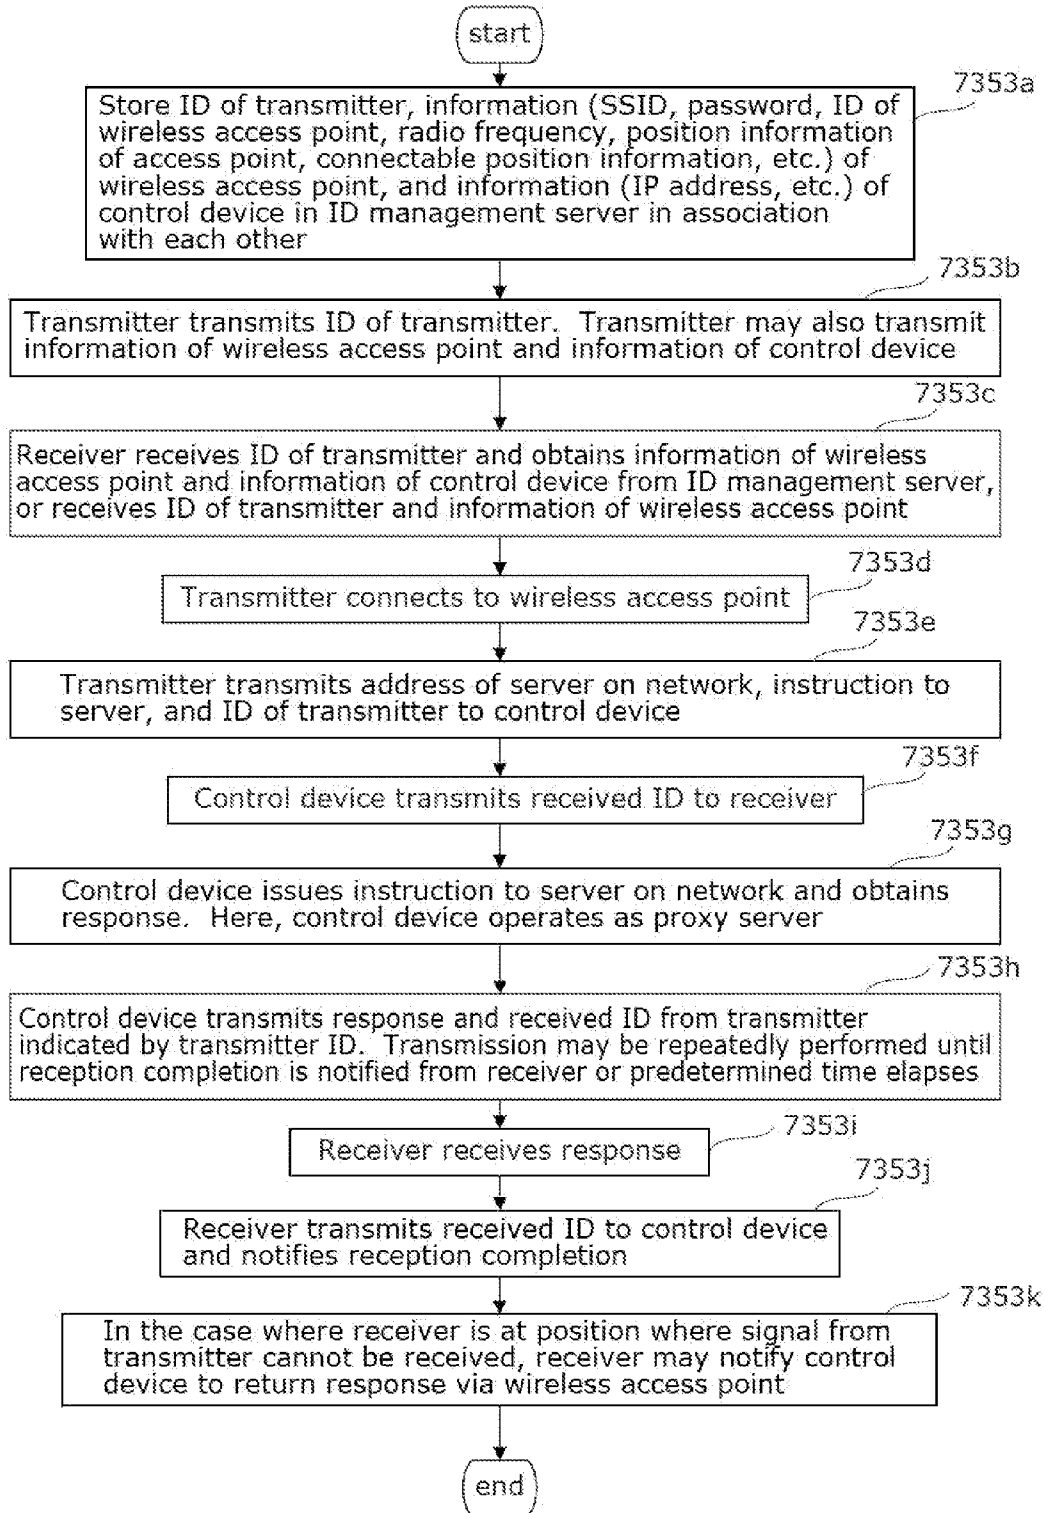 start
7353a
Store ID of transmitter, information (SSID, password, ID of
wireless access point, radio frequency, position information
of access point, connectable position information, etc.) of
wireless access point, and information (IP address, etc.) of
control device in ID management server in association
with each other
7353b
Transmitter transmits ID of transmitter. Transmitter may also transmit
information of wireless access point and information of control device
7353c
Receiver receives ID of transmitter and obtains information of wireless
access point and information of control device from ID management server,
or receives ID of transmitter and information of wireless access point
7353d
Transmitter connects to wireless access point
7353e
Transmitter transmits address of server on network, instruction to
server, and ID of transmitter to control device
7353f
Control device transmits received ID to receiver
7353g
Control device issues instruction to server on network and obtains
response. Here, control device operates as proxy server
7353h
Control device transmits response and received ID from transmitter
indicated by transmitter ID. Transmission may be repeatedly performed until
reception completion is notified from receiver or predetermined time elapses
7353i
Receiver receives response
7353j
Receiver transmits received ID to control device
and notifies reception completion
7353k
In the case where receiver is at position where signal from
transmitter cannot be received, receiver may notify control
device to return response via wireless access point
end